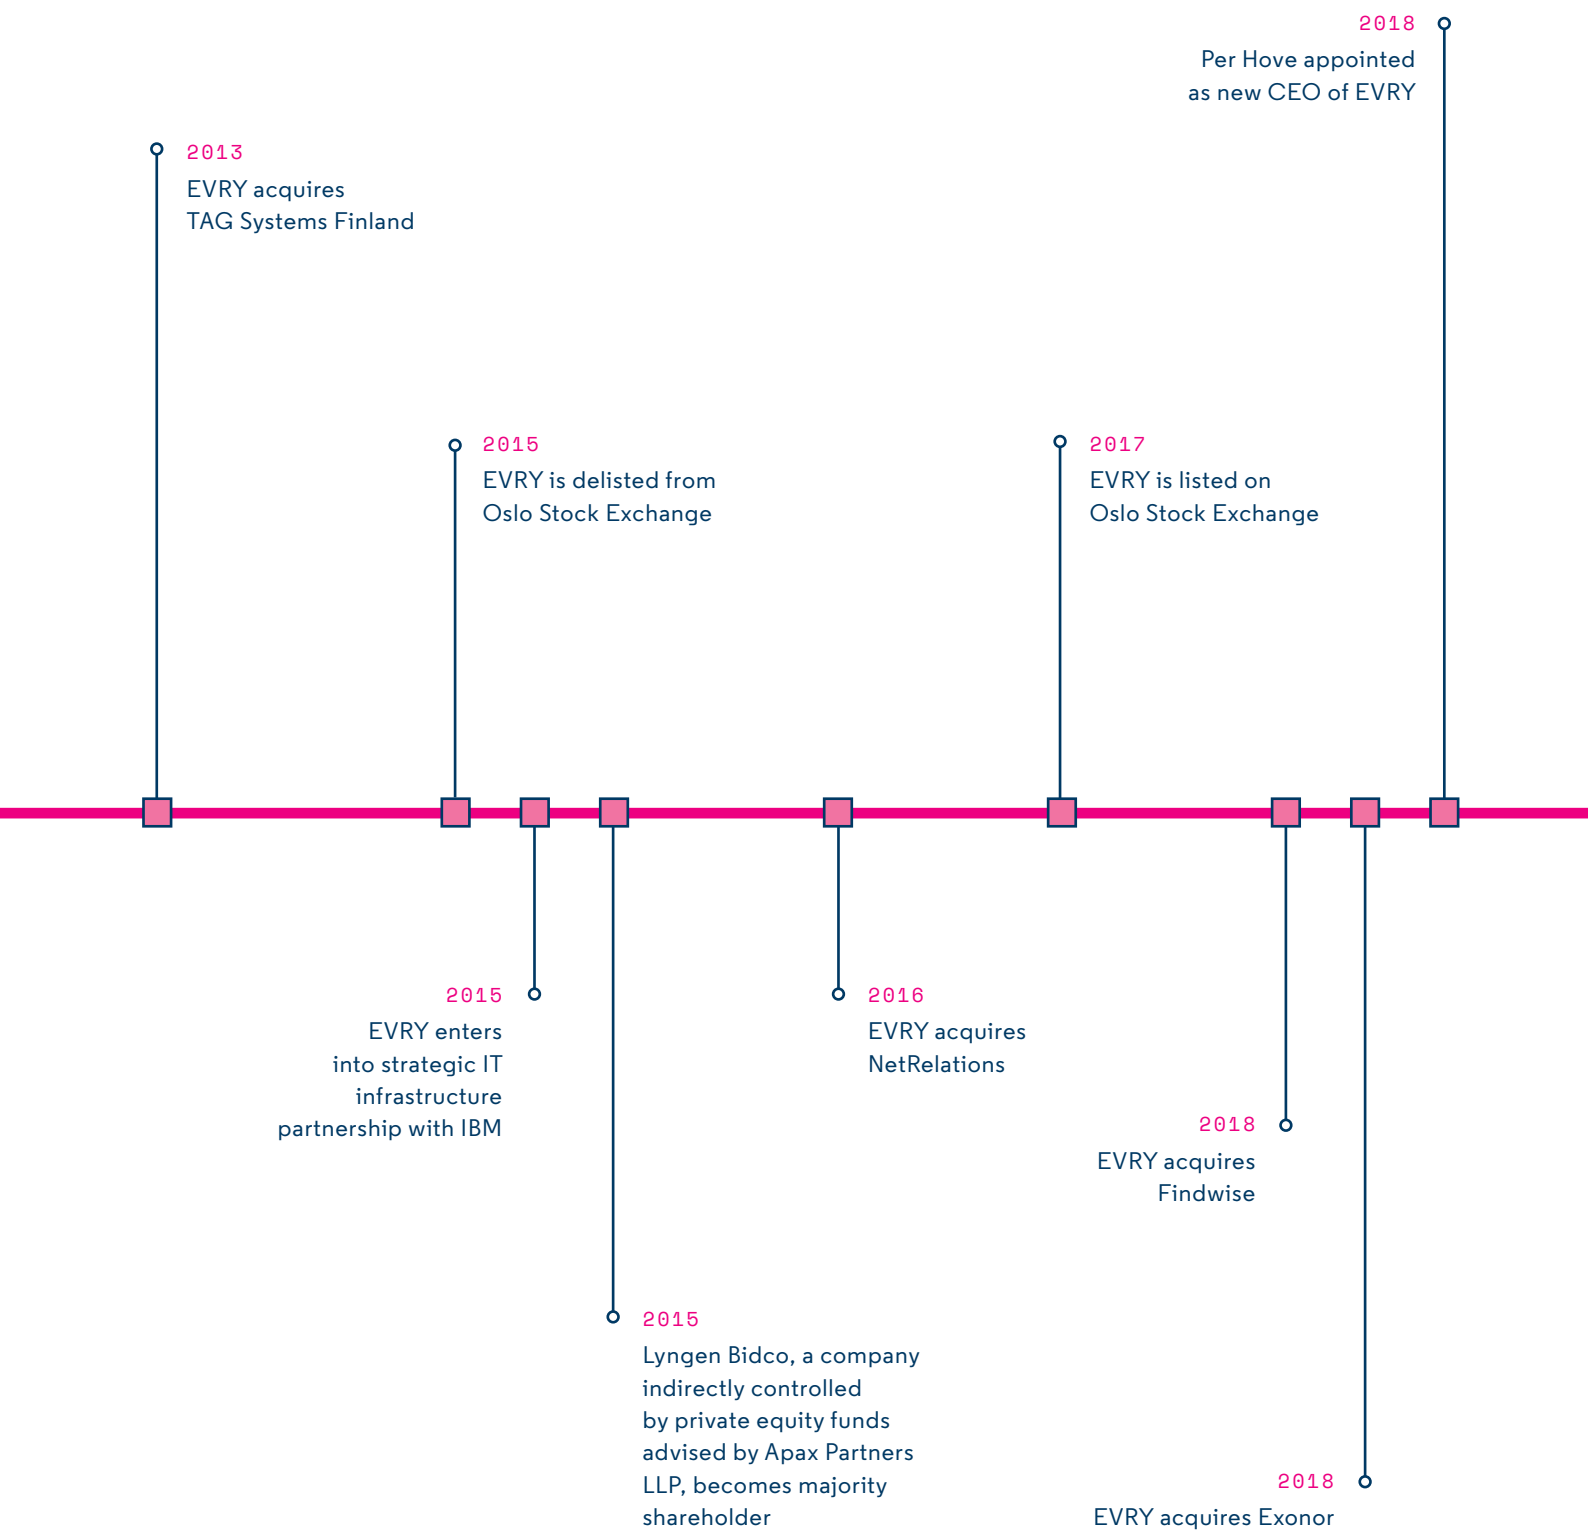 2018
Per Hove appointed
as new CEO of EVRY
2013
EVRY acquires
TAG Systems Finland
2015
EVRY is delisted from
Oslo Stock Exchange
2017
EVRY is listed on
Oslo Stock Exchange
2015
EVRY enters
into strategic IT
infrastructure
partnership with IBM
2016
EVRY acquires
NetRelations
2018
EVRY acquires
Findwise
2015
Lyngen Bidco, a company
indirectly controlled
by private equity funds
advised by Apax Partners
LLP, becomes majority
shareholder
2018
EVRY acquires Exonor